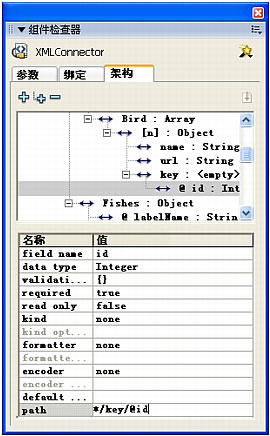 组件检查器
XMLConnector
参数 绑定 架构
Bird : Array
[n] : Object
name : String
url : String
key : <empty>
@ id : Int
Fishes : Object
@ labelName : Strin
名称 值
field name id
data type Integer
validati... {}
required true
read only false
kind none
kind opt...
formatter none
formatte...
encoder none
encoder ...
default ...
path */key/@id